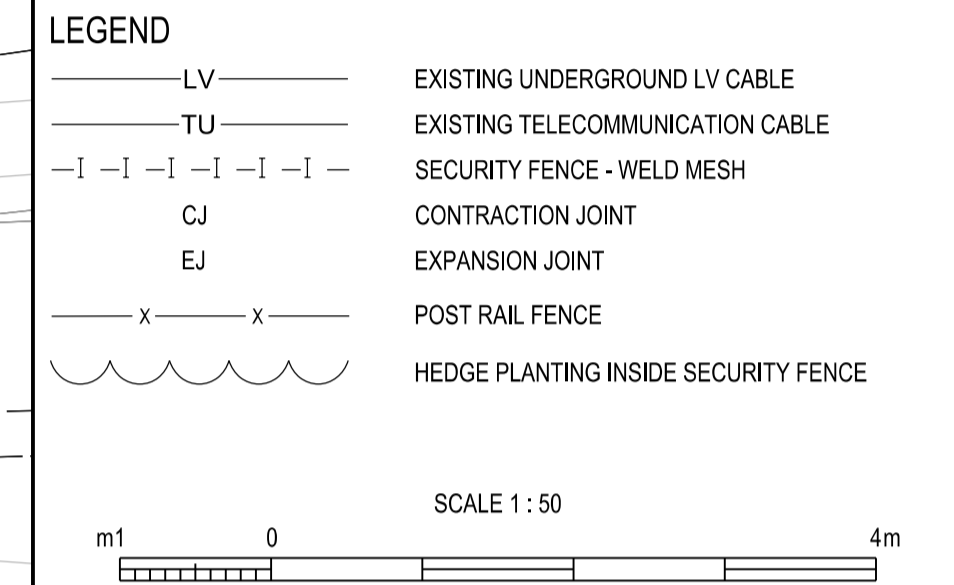 LEGEND
LV EXISTING UNDERGROUND LV CABLE
TU EXISTING TELECOMMUNICATION CABLE
I I I I I I SECURITY FENCE - WELD MESH
CJ CONTRACTION JOINT
EJ EXPANSION JOINT
X X POST RAIL FENCE
HEDGE PLANTING INSIDE SECURITY FENCE
SCALE 1 : 50
m1 0 4m